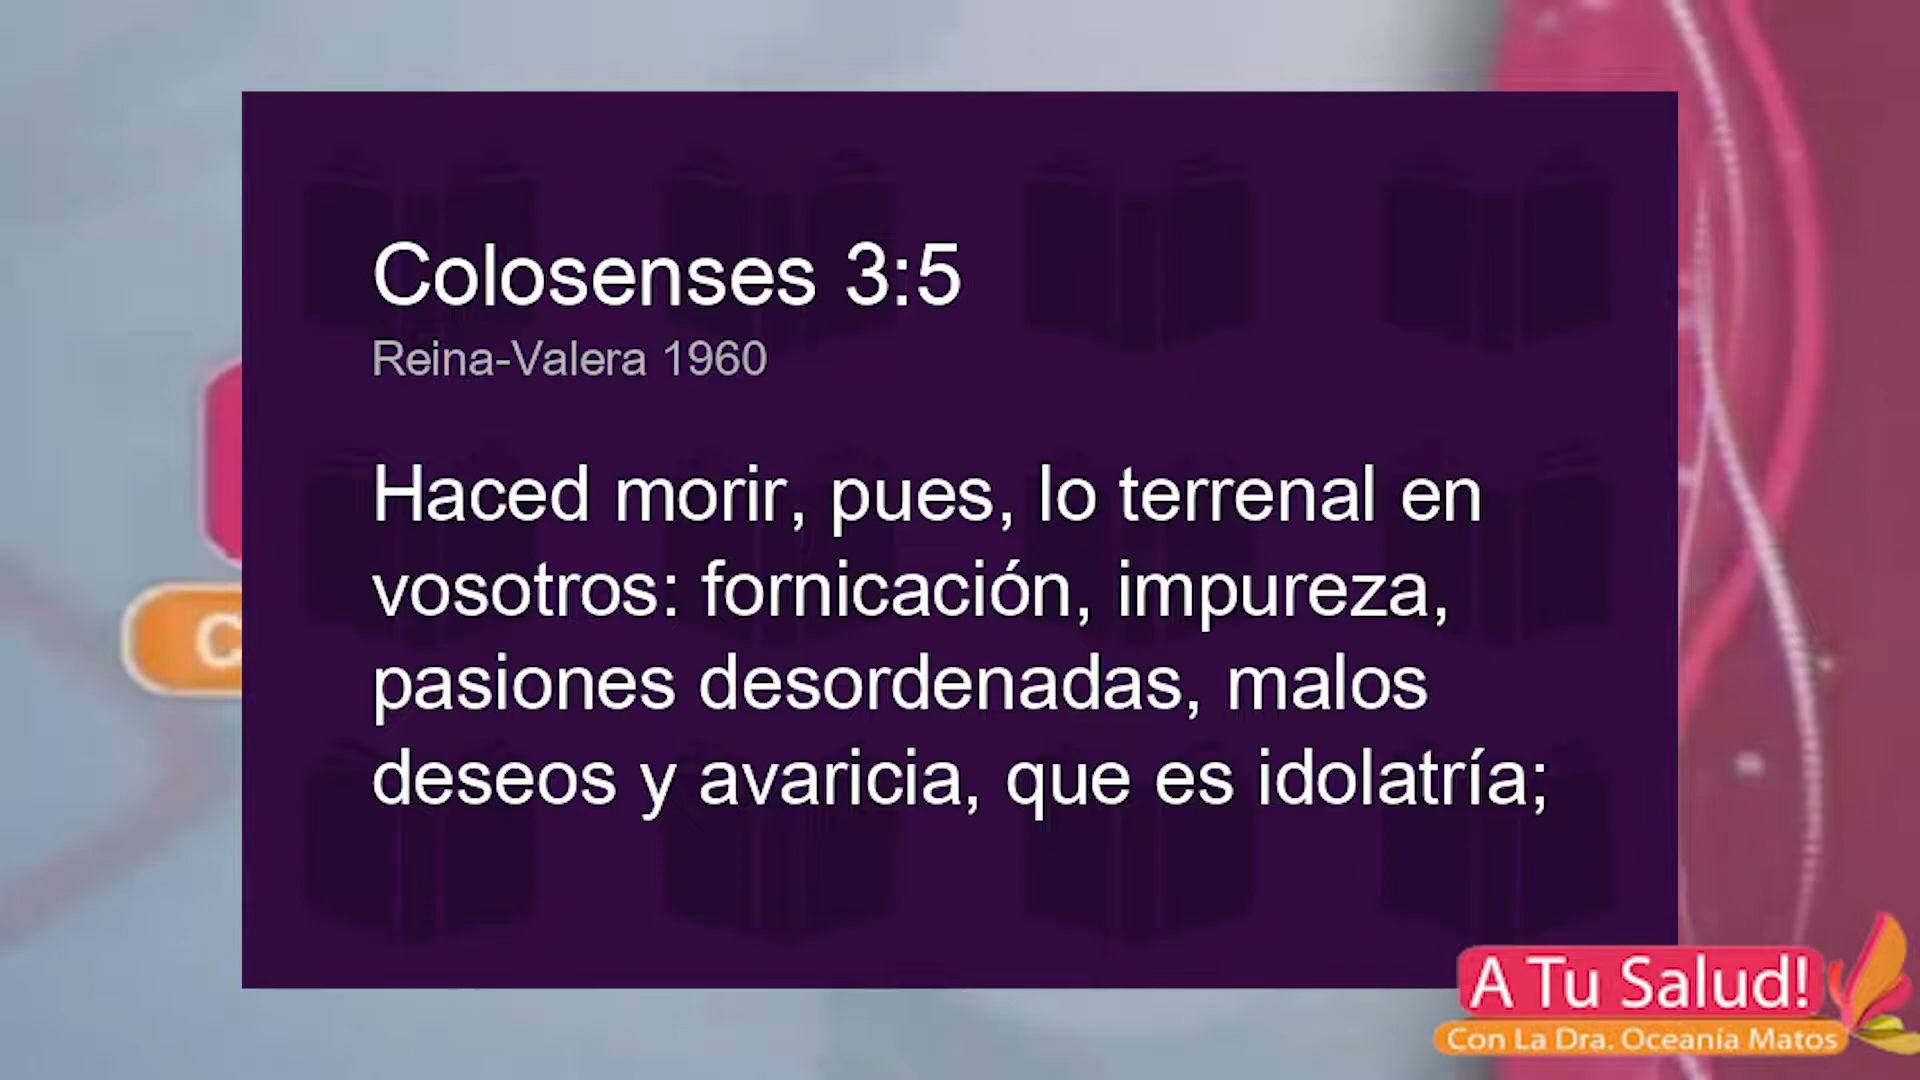 Colosenses 3:5
Reina-Valera 1960
Haced morir, pues, lo terrenal en
vosotros: fornicación, impureza,
pasiones desordenadas, malos
deseos y avaricia, que es idolatría;
C
A Tu Salud!
Con La Dra. Oceanía Matos